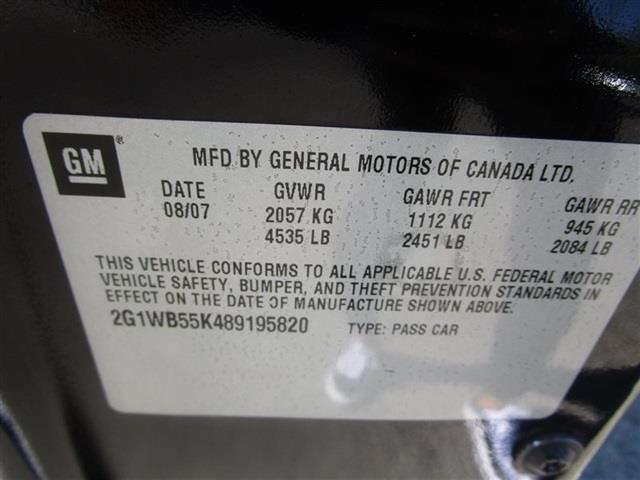 GM®
MFD BY GENERAL MOTORS OF CANADA LTD.
DATE GVWR GAWR FRT GAWR RR
08/07 2057 KG 1112 KG 945 KG
4535 LB 2451 LB 2084 LB
THIS VEHICLE CONFORMS TO ALL APPLICABLE U.S. FEDERAL MOTOR
VEHICLE SAFETY, BUMPER, AND THEFT PREVENTION STANDARDS IN
EFFECT ON THE DATE OF MANUFACTURE SHOWN ABOVE.
2G1WB55K489195820 TYPE: PASS CAR